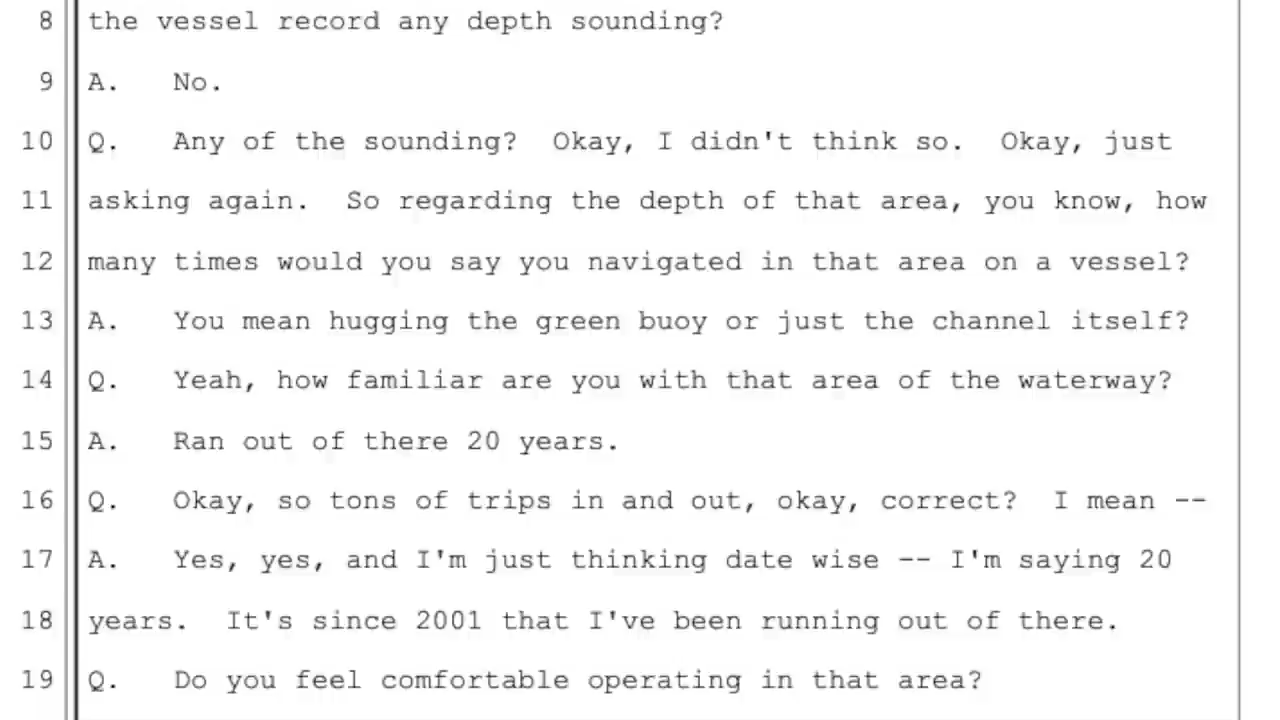 8 the vessel record any depth sounding?
9 A. No.
10 Q. Any of the sounding? Okay, I didn't think so. Okay, just
11 asking again. So regarding the depth of that area, you know, how
12 many times would you say you navigated in that area on a vessel?
13 A. You mean hugging the green buoy or just the channel itself?
14 Q. Yeah, how familiar are you with that area of the waterway?
15 A. Ran out of there 20 years.
16 Q. Okay, so tons of trips in and out, okay, correct? I mean --
17 A. Yes, yes, and I'm just thinking date wise -- I'm saying 20
18 years. It's since 2001 that I've been running out of there.
19 Q. Do you feel comfortable operating in that area?